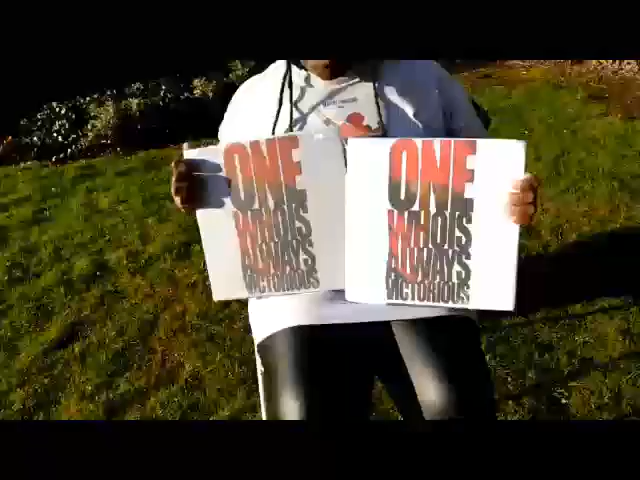 ONE
WHO IS
ALWAYS
VICTORIOUS
ONE
WHO IS
ALWAYS
VICTORIOUS